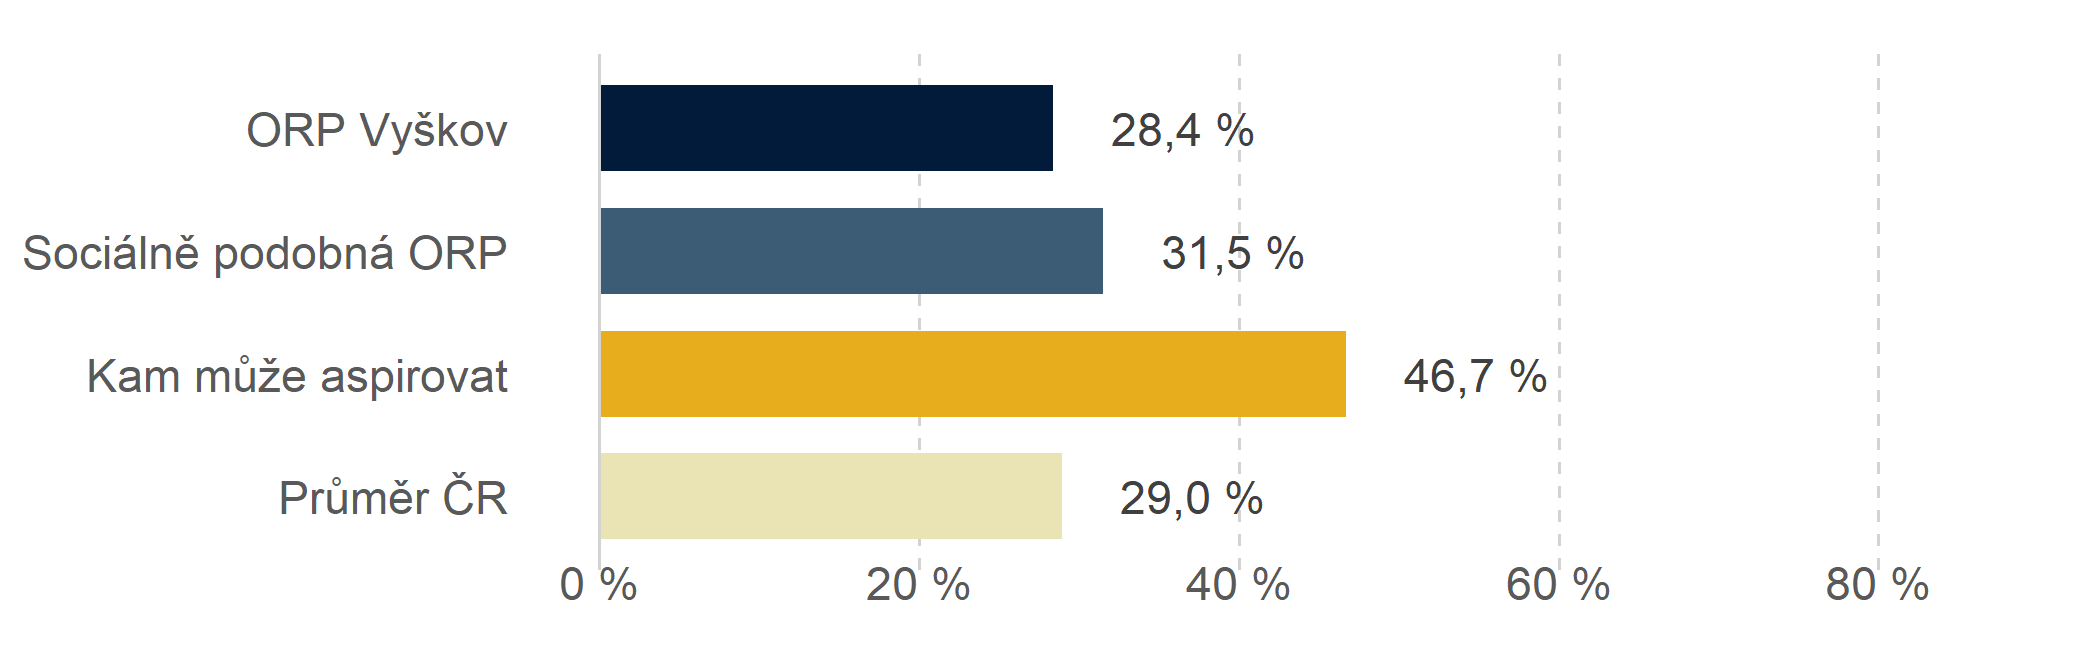 ORP Vyškov 28,4 %
Sociálně podobná ORP 31,5 %
Kam může aspirovat 46,7 %
Průměr ČR 29,0 %
0 % 20 % 40 % 60 % 80 %